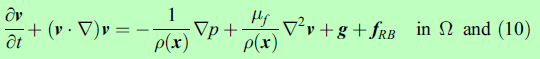 ∂𝒗/∂t + (𝒗 · ∇)𝒗 = −1/ρ(𝒙) ∇p + μ_f/ρ(𝒙) ∇²𝒗 + 𝒈 + 𝒇_RB in Ω and (10)